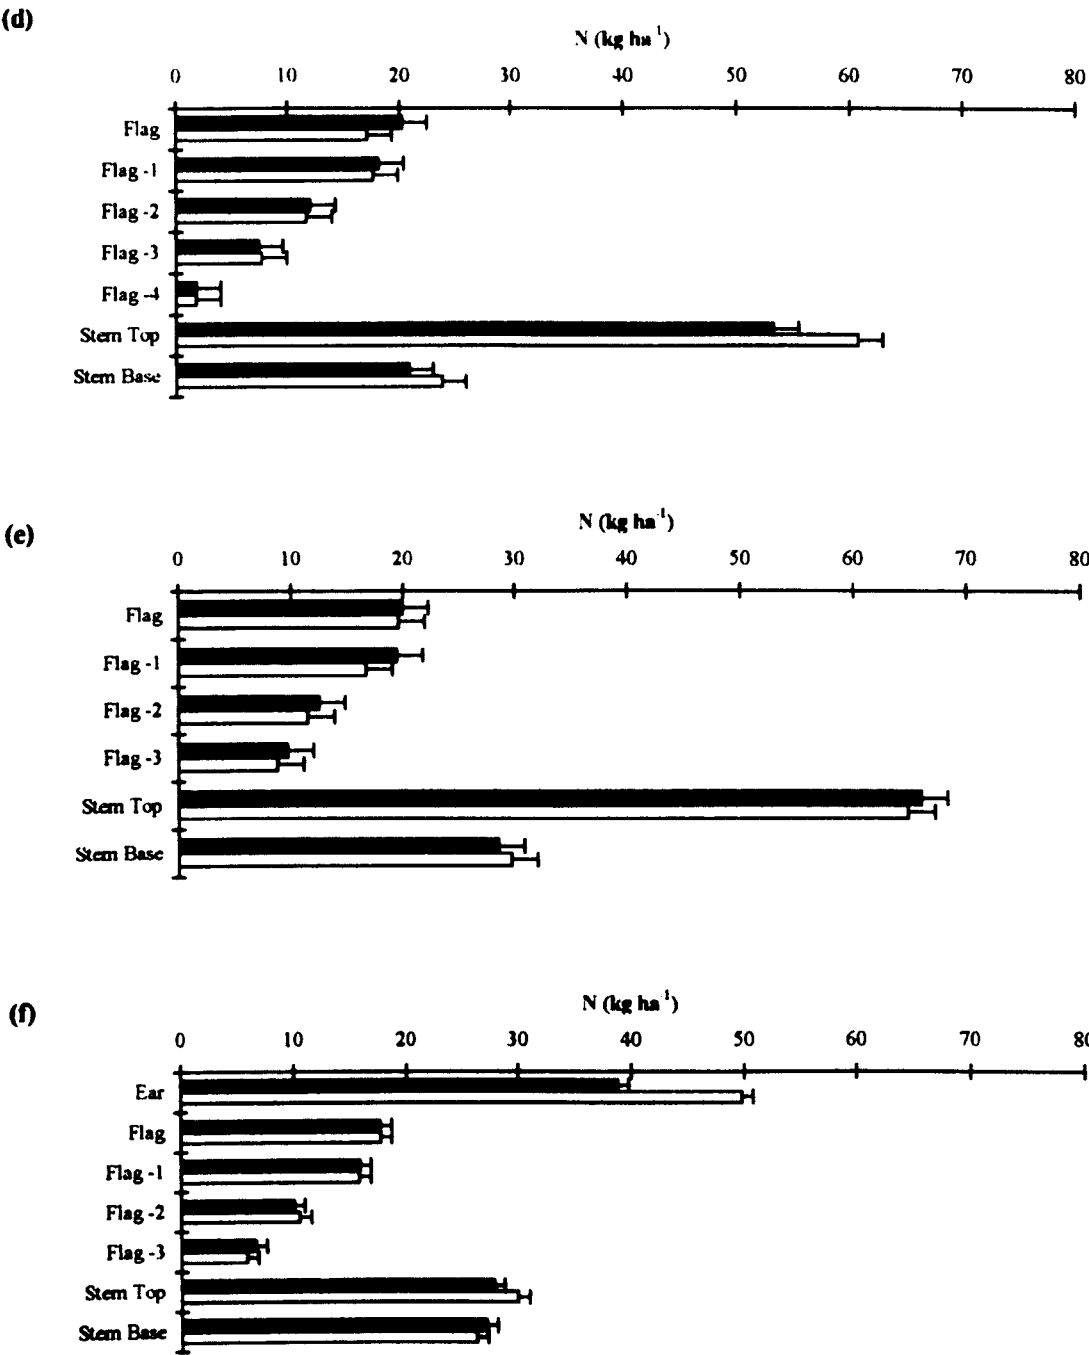 (d)
N (kg ha⁻¹)
0 10 20 30 40 50 60 70 80
Flag
Flag -1
Flag -2
Flag -3
Flag -4
Stem Top
Stem Base
(e)
N (kg ha⁻¹)
0 10 20 30 40 50 60 70 80
Flag
Flag -1
Flag -2
Flag -3
Stem Top
Stem Base
(f)
N (kg ha⁻¹)
0 10 20 30 40 50 60 70 80
Ear
Flag
Flag -1
Flag -2
Flag -3
Stem Top
Stem Base